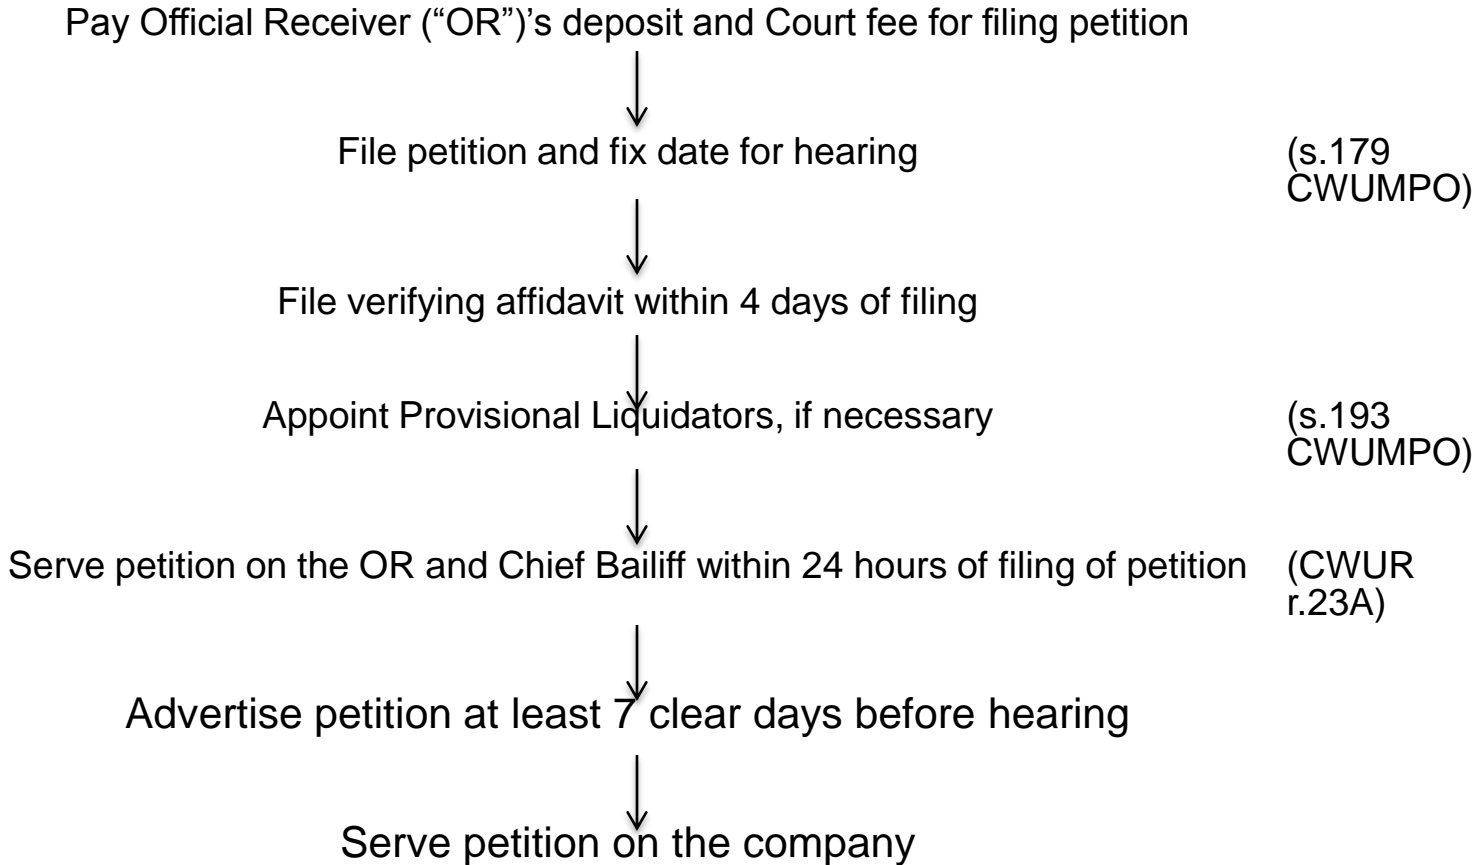 Pay Official Receiver (“OR”)’s deposit and Court fee for filing petition
File petition and fix date for hearing
(s.179
CWUMPO)
File verifying affidavit within 4 days of filing
Appoint Provisional Liquidators, if necessary
(s.193
CWUMPO)
Serve petition on the OR and Chief Bailiff within 24 hours of filing of petition
(CWUR
r.23A)
Advertise petition at least 7 clear days before hearing
Serve petition on the company